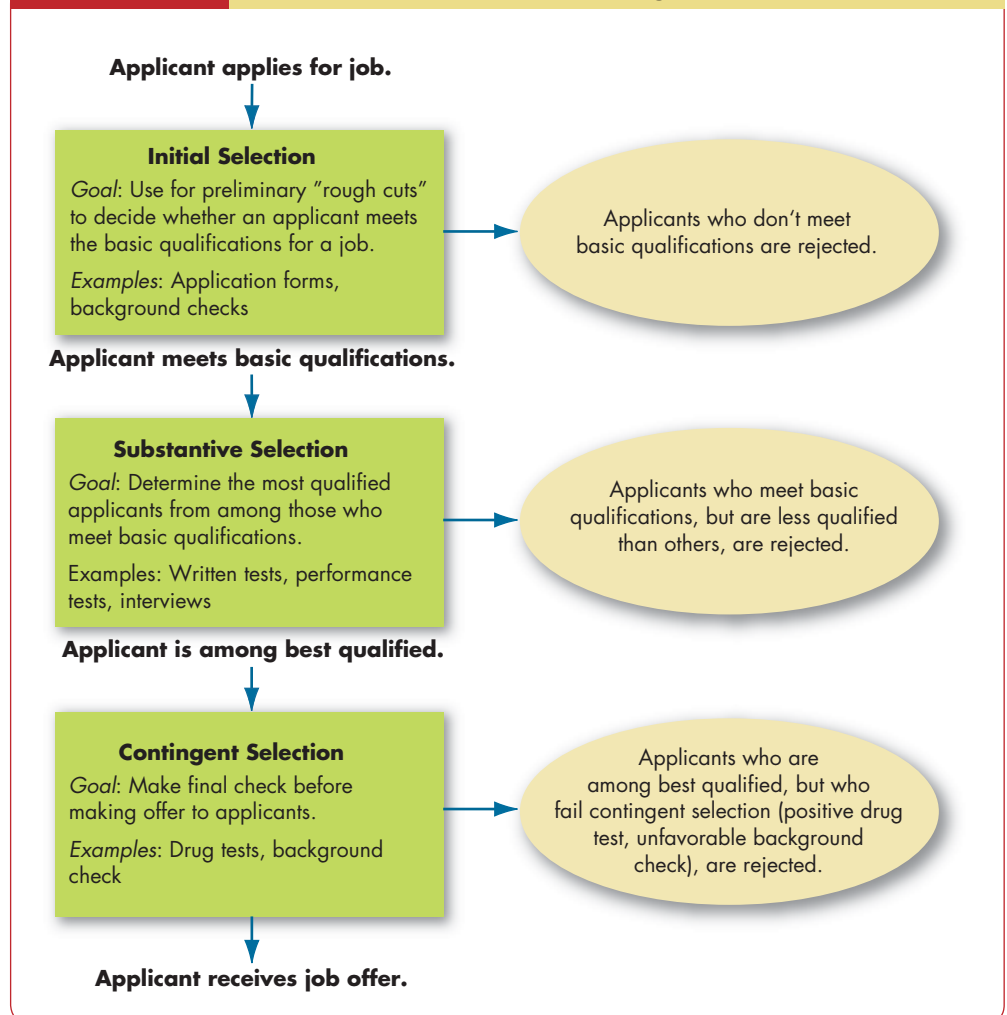 Applicant applies for job.
Initial Selection
Goal: Use for preliminary "rough cuts"
to decide whether an applicant meets
the basic qualifications for a job.
Examples: Application forms,
background checks
Applicants who don't meet
basic qualifications are rejected.
Applicant meets basic qualifications.
Substantive Selection
Goal: Determine the most qualified
applicants from among those who
meet basic qualifications.
Examples: Written tests, performance
tests, interviews
Applicants who meet basic
qualifications, but are less qualified
than others, are rejected.
Applicant is among best qualified.
Contingent Selection
Goal: Make final check before
making offer to applicants.
Examples: Drug tests, background
check
Applicants who are
among best qualified, but who
fail contingent selection (positive drug
test, unfavorable background
check), are rejected.
Applicant receives job offer.